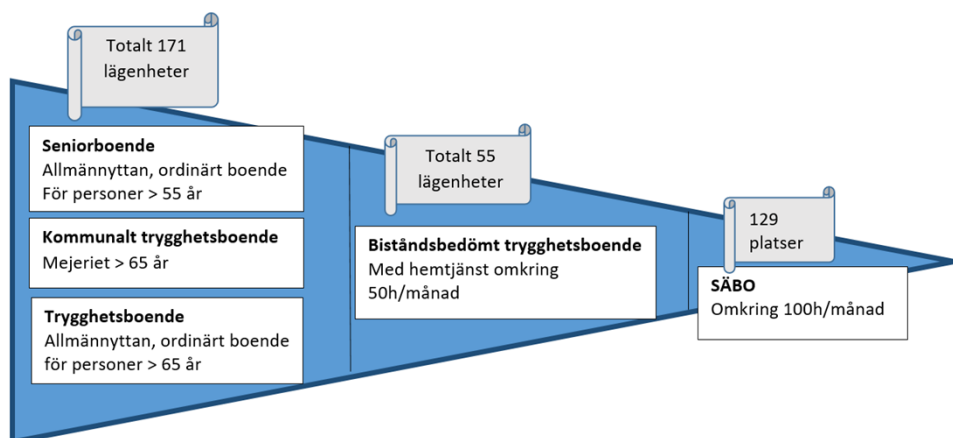 Totalt 171
lägenheter
Seniorboende
Allmännyttan, ordinärt boende
För personer > 55 år
Kommunalt trygghetsboende
Mejeriet > 65 år
Trygghetsboende
Allmännyttan, ordinärt boende
för personer > 65 år
Totalt 55
lägenheter
Biståndsbedömt trygghetsboende
Med hemtjänst omkring
50h/månad
129
platser
SÄBO
Omkring 100h/månad